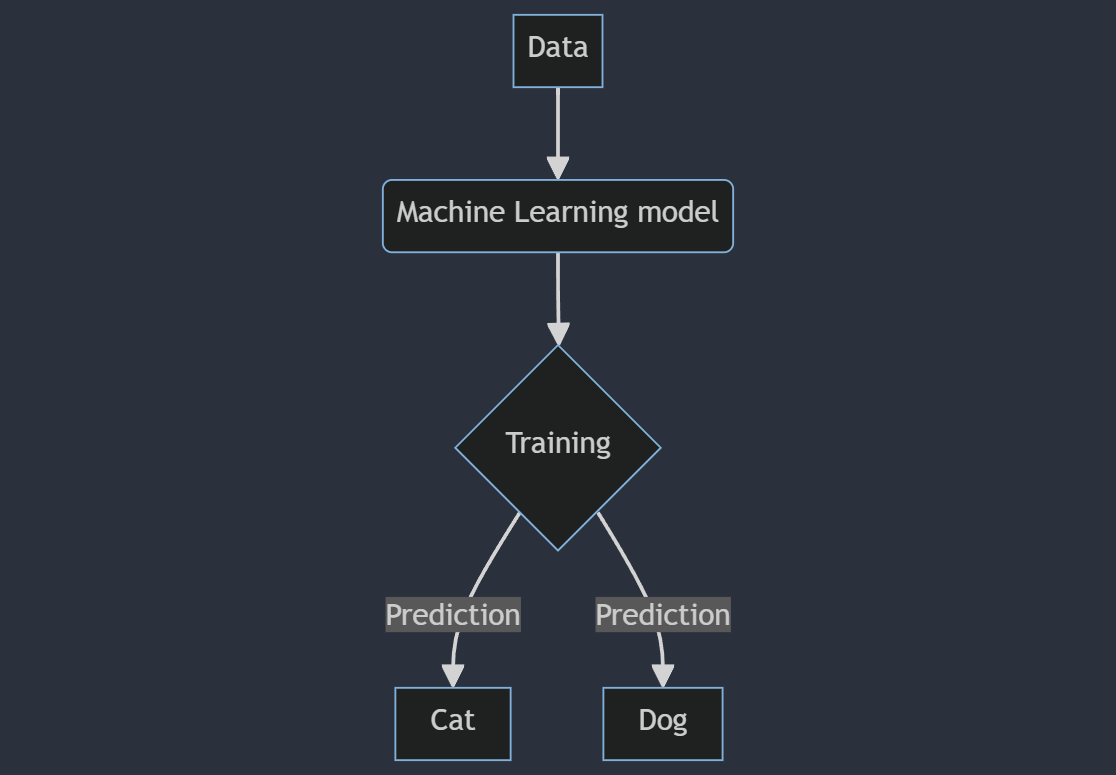 Data
Machine Learning model
Training
Prediction
Prediction
Cat
Dog